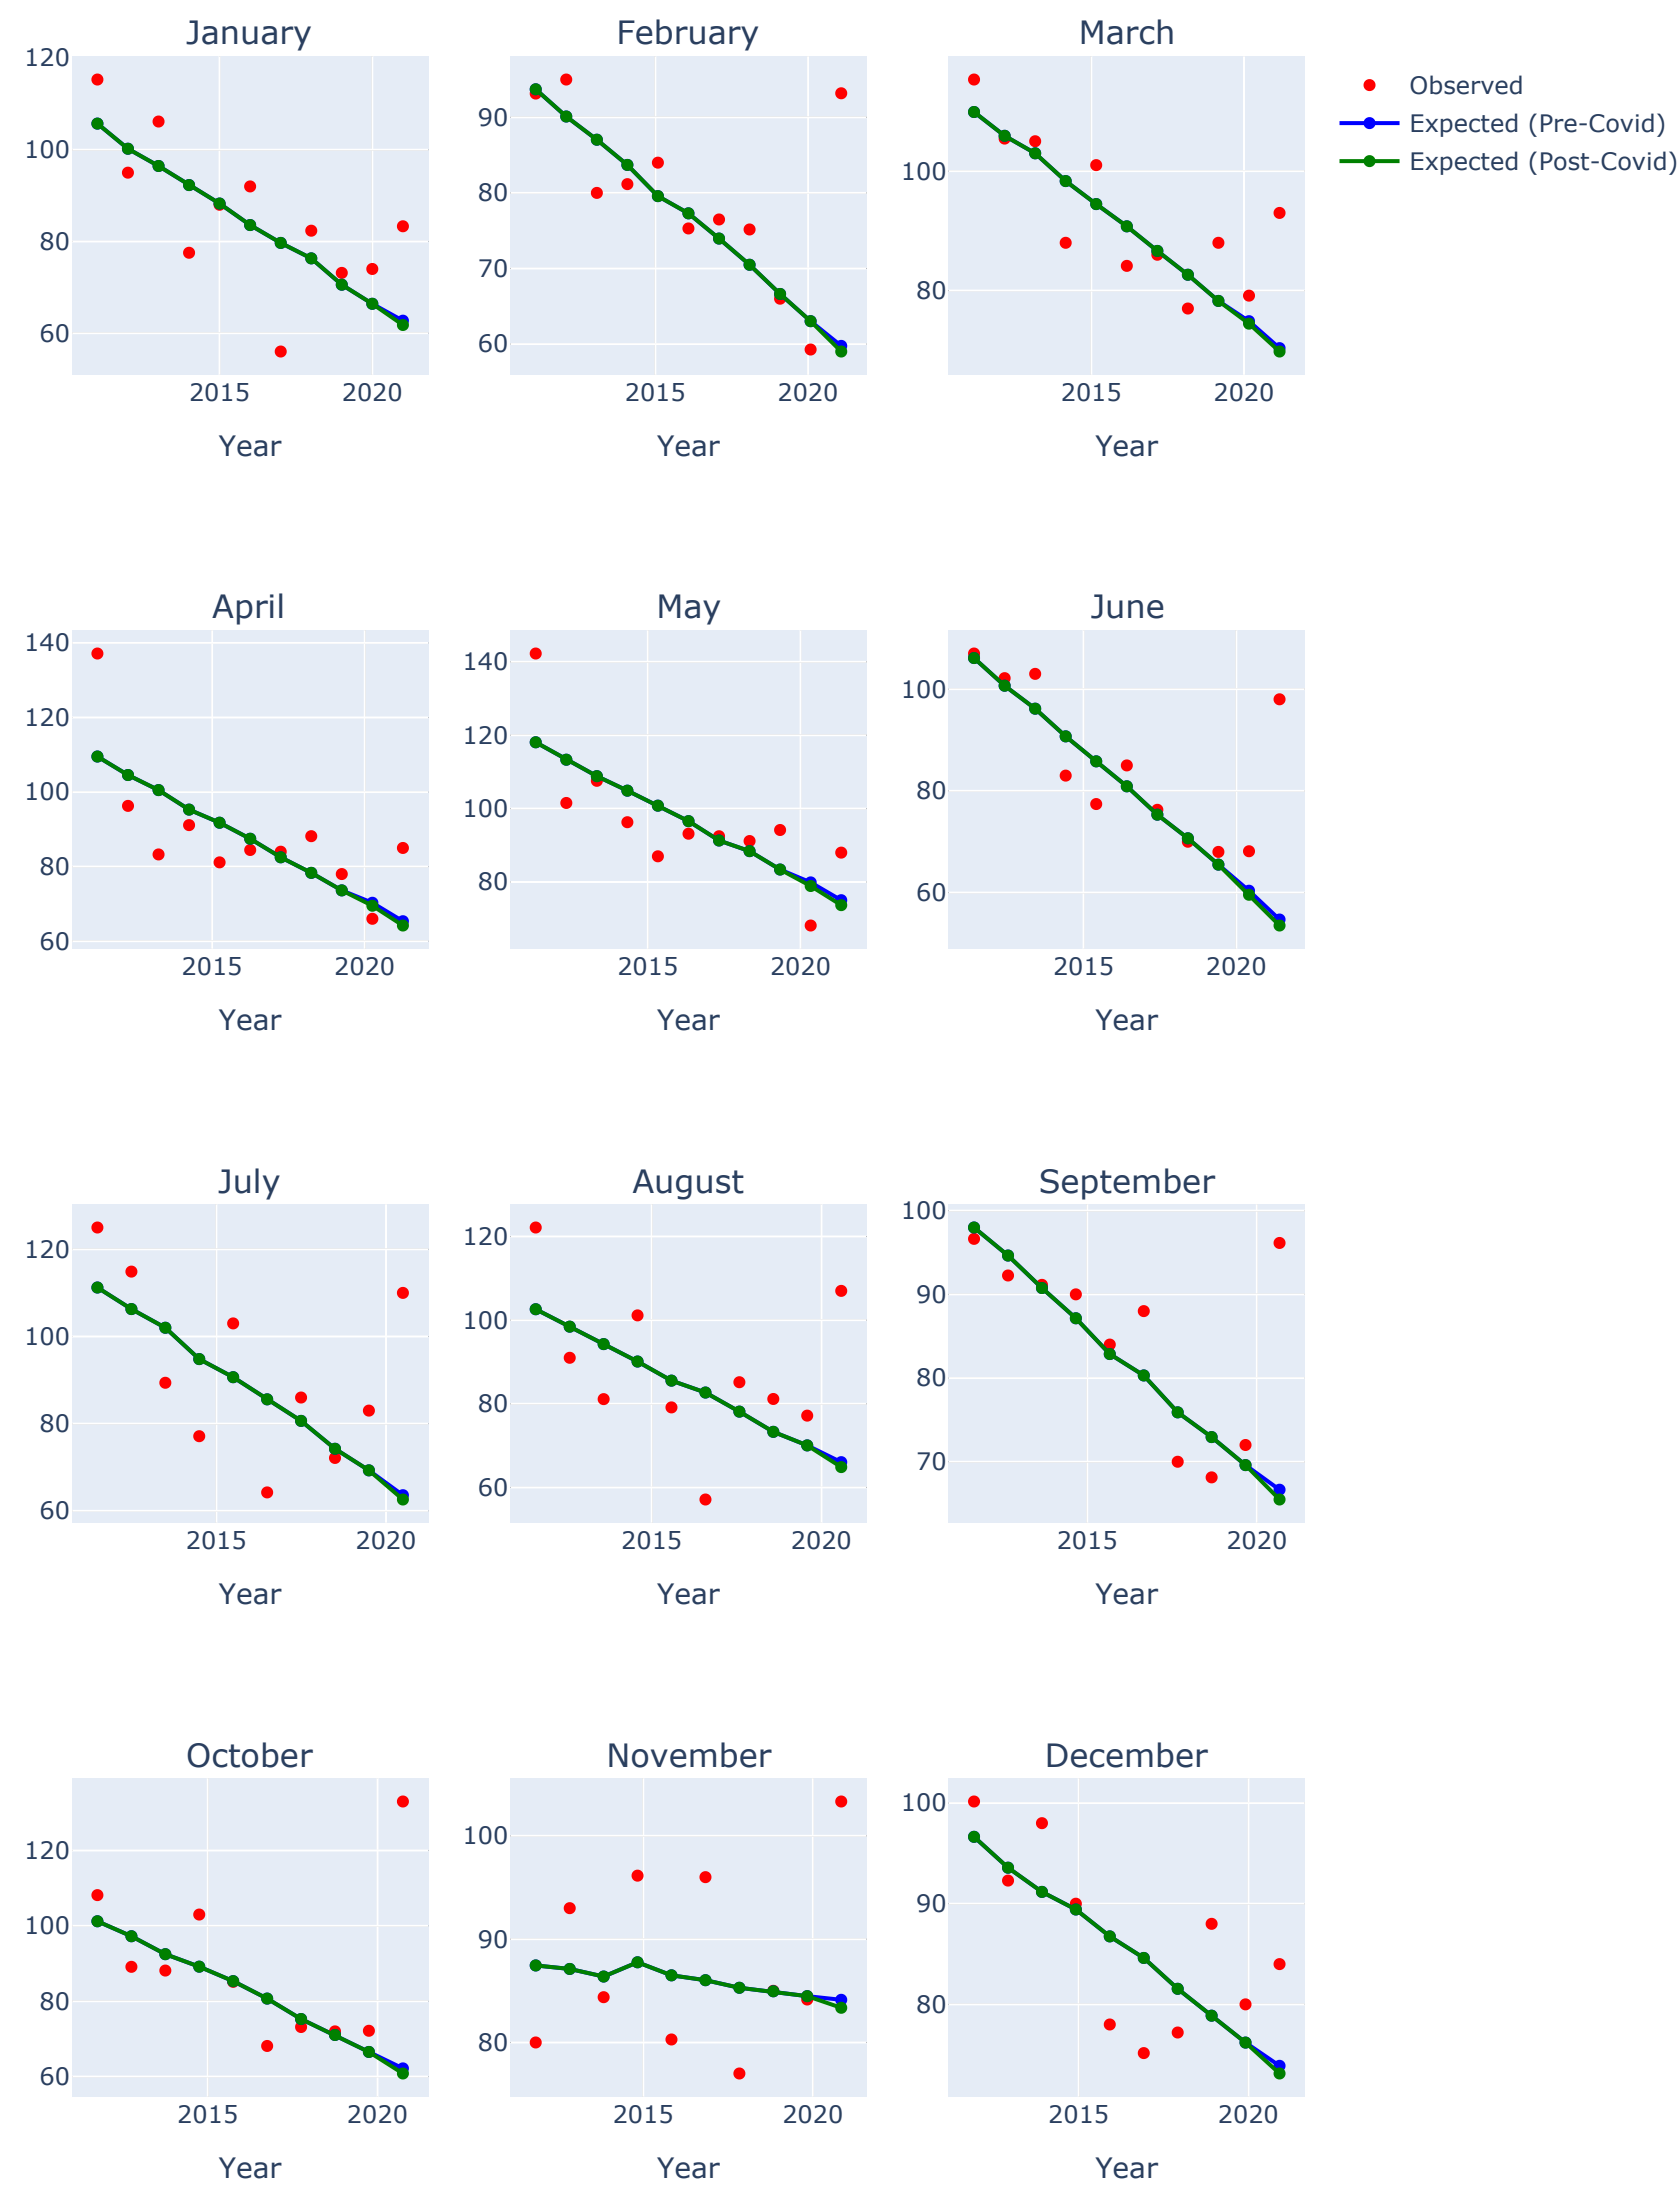 January
February
March
Observed
Expected (Pre-Covid)
Expected (Post-Covid)
120
100
80
60
2015
2020
Year
90
80
70
60
2015
2020
Year
100
80
2015
2020
Year
April
May
June
140
120
100
80
60
2015
2020
Year
140
120
100
80
2015
2020
Year
100
80
60
2015
2020
Year
July
August
September
120
100
80
60
2015
2020
Year
120
100
80
60
2015
2020
Year
100
90
80
70
2015
2020
Year
October
November
December
120
100
80
60
2015
2020
Year
100
90
80
2015
2020
Year
100
90
80
2015
2020
Year